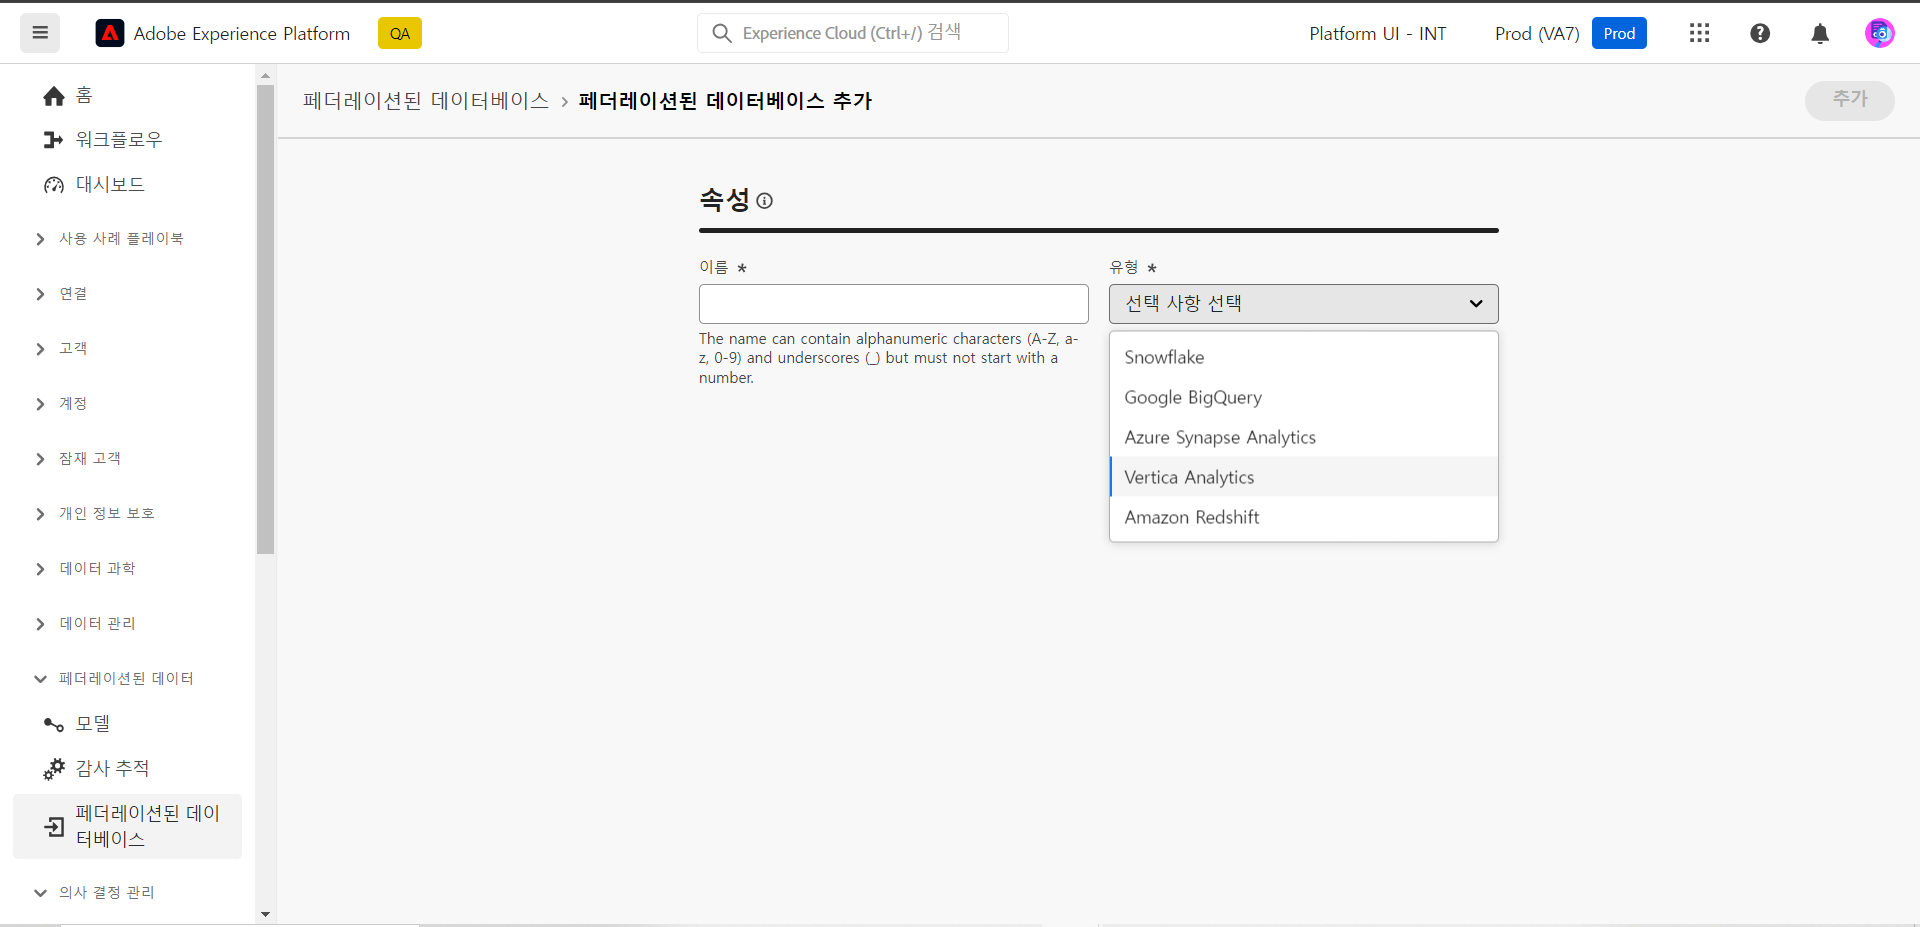 Adobe Experience Platform
QA
Experience Cloud (Ctrl+/) 검색
Platform UI - INT
Prod (VA7)
Prod
홈
워크플로우
대시보드
사용 사례 플레이북
연결
고객
계정
잠재 고객
개인 정보 보호
데이터 과학
데이터 관리
페더레이션된 데이터
모델
감사 추적
페더레이션된 데이
터베이스
의사 결정 관리
페더레이션된 데이터베이스 › 페더레이션된 데이터베이스 추가
추가
속성
이름 *
The name can contain alphanumeric characters (A-Z, a-
z, 0-9) and underscores (_) but must not start with a
number.
유형 *
선택 사항 선택
Snowflake
Google BigQuery
Azure Synapse Analytics
Vertica Analytics
Amazon Redshift